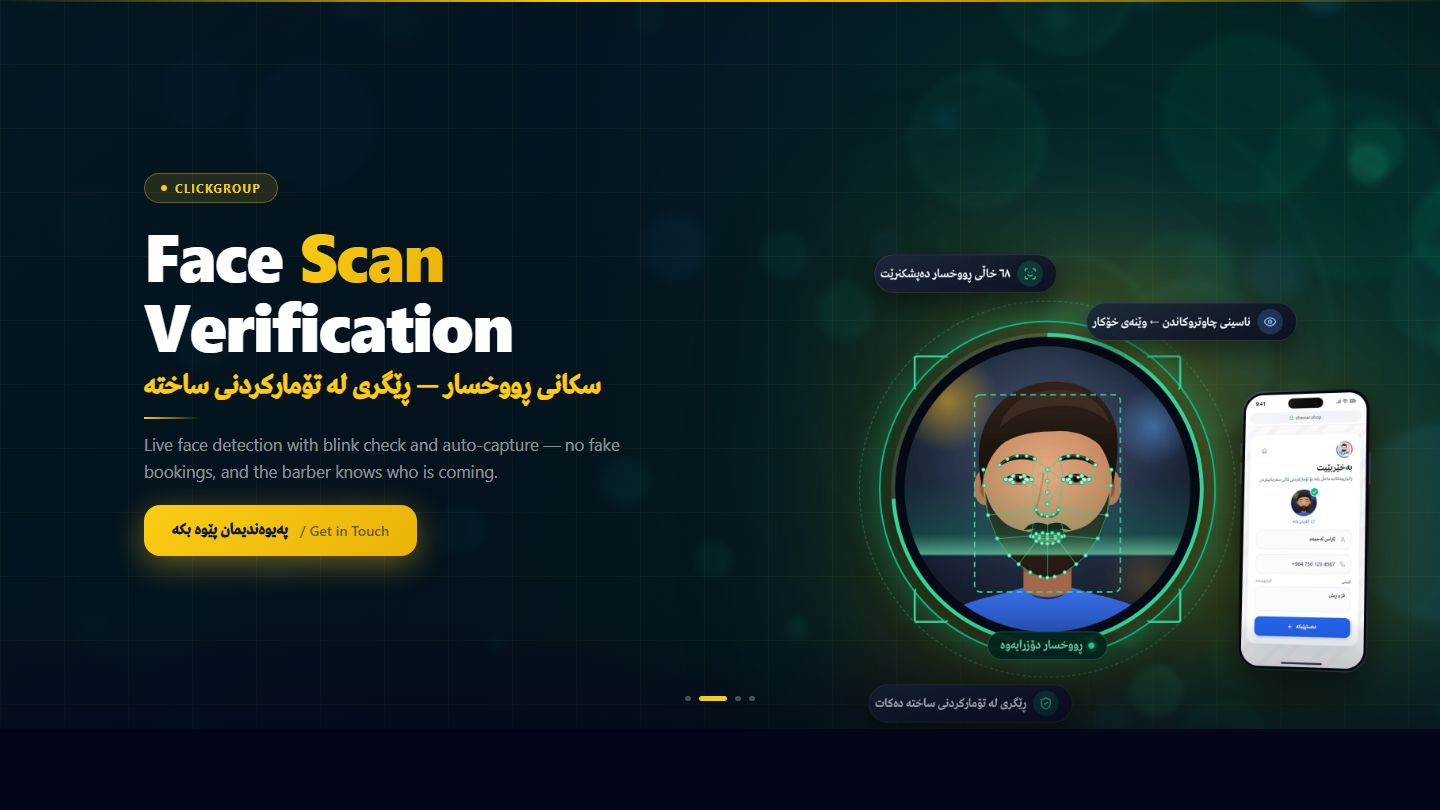 CLICKGROUP
Face Scan
Verification
سکانی ڕووخسار — ڕێگری لە تۆمارکردنی ساختە
Live face detection with blink check and auto-capture — no fake
bookings, and the barber knows who is coming.
پەیوەندیمان پێوە بکە / Get in Touch
٦٨ خاڵی ڕووخسار دەپشکنرێت
ناسینی چاوتروکاندن ← وێنەی خۆکار
ڕووخسار دۆزرایەوە
ڕێگری لە تۆمارکردنی ساختە دەکات
9:41
بەخێربێیت
+964 750 123 4567